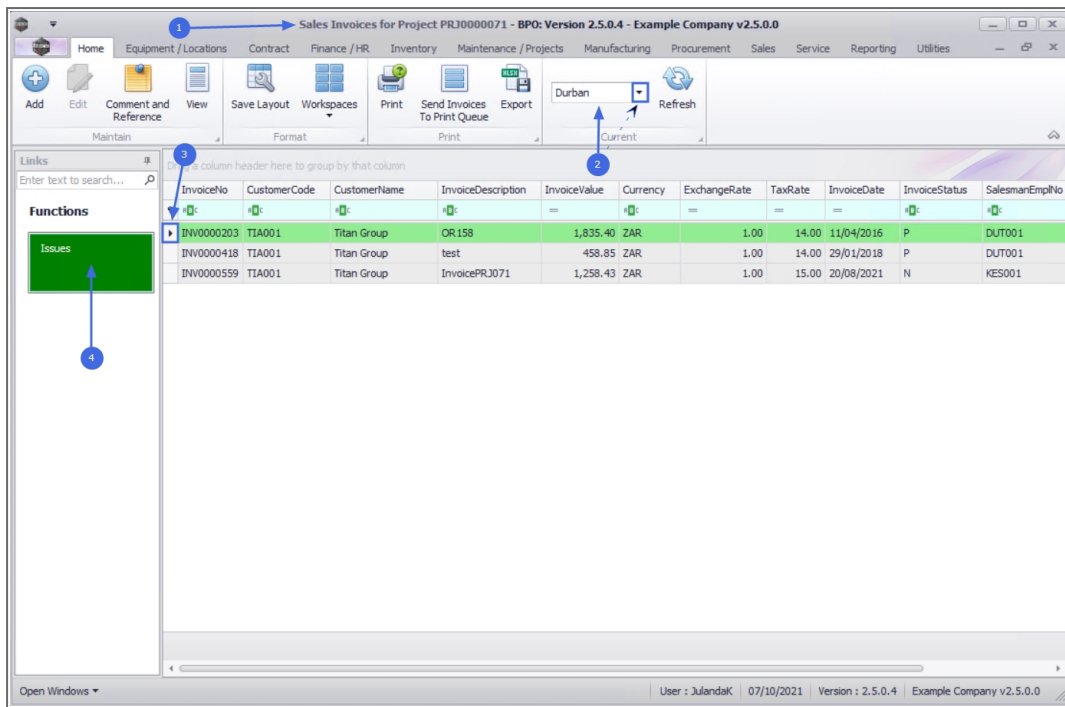 1
Sales Invoices for Project PRJ0000071 - BPO: Version 2.5.0.4 - Example Company v2.5.0.0
Home Equipment / Locations Contract Finance / HR Inventory Maintenance / Projects Manufacturing Procurement Sales Service Reporting Utilities
Add Edit Comment and Reference View Save Layout Workspaces Print Send Invoices To Print Queue Export Durban Refresh
Maintain Format Print Current
2
3
Links
Enter text to search...
Functions
Issues
4
Drag a column header here to group by that column
InvoiceNo CustomerCode CustomerName InvoiceDescription InvoiceValue Currency ExchangeRate TaxRate InvoiceDate InvoiceStatus SalesmanEmplNo
INV0000203 TIA001 Titan Group OR158 1,835.40 ZAR 1.00 14.00 11/04/2016 P DUT001
INV0000418 TIA001 Titan Group test 458.85 ZAR 1.00 14.00 29/01/2018 P DUT001
INV0000559 TIA001 Titan Group InvoicePRJ071 1,258.43 ZAR 1.00 15.00 20/08/2021 N KES001
Open Windows User : JulandaK 07/10/2021 Version : 2.5.0.4 Example Company v2.5.0.0